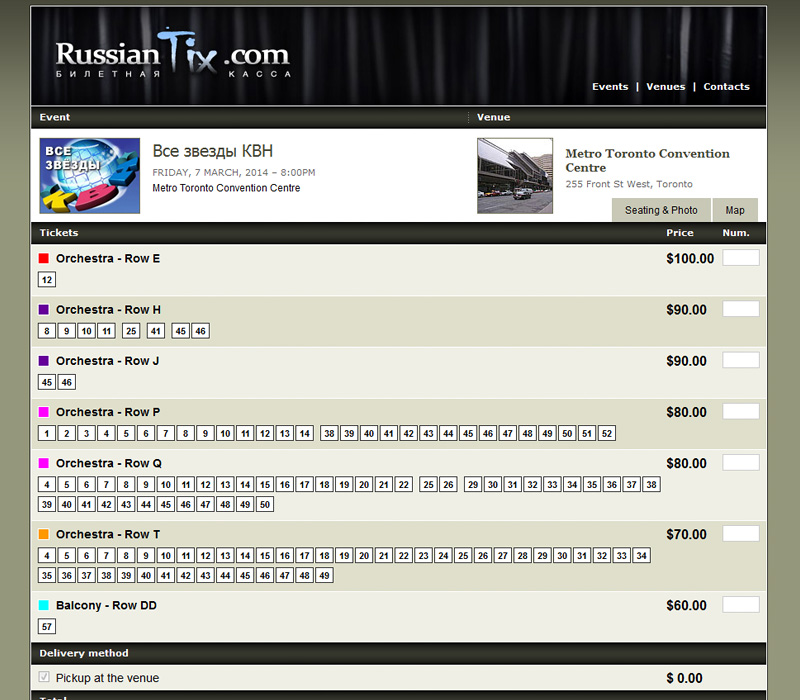 RussianTix.com
БИЛЕТНАЯ КАССА
Events | Venues | Contacts
Event Venue
ВСЕ ЗВЕЗДЫ КВН
Все звезды КВН
FRIDAY, 7 MARCH, 2014 – 8:00PM
Metro Toronto Convention Centre
Metro Toronto Convention
Centre
255 Front St West, Toronto
Seating & Photo Map
Tickets Price Num.
Orchestra - Row E $100.00
12
Orchestra - Row H $90.00
8 9 10 11 25 41 45 46
Orchestra - Row J $90.00
45 46
Orchestra - Row P $80.00
1 2 3 4 5 6 7 8 9 10 11 12 13 14 38 39 40 41 42 43 44 45 46 47 48 49 50 51 52
Orchestra - Row Q $80.00
4 5 6 7 8 9 10 11 12 13 14 15 16 17 18 19 20 21 22 25 26 29 30 31 32 33 34 35 36 37 38
39 40 41 42 43 44 45 46 47 48 49 50
Orchestra - Row T $70.00
4 5 6 7 8 9 10 11 12 13 14 15 16 17 18 19 20 21 22 23 24 25 26 27 28 29 30 31 32 33 34
35 36 37 38 39 40 41 42 43 44 45 46 47 48 49
Balcony - Row DD $60.00
57
Delivery method
Pickup at the venue $ 0.00
Total